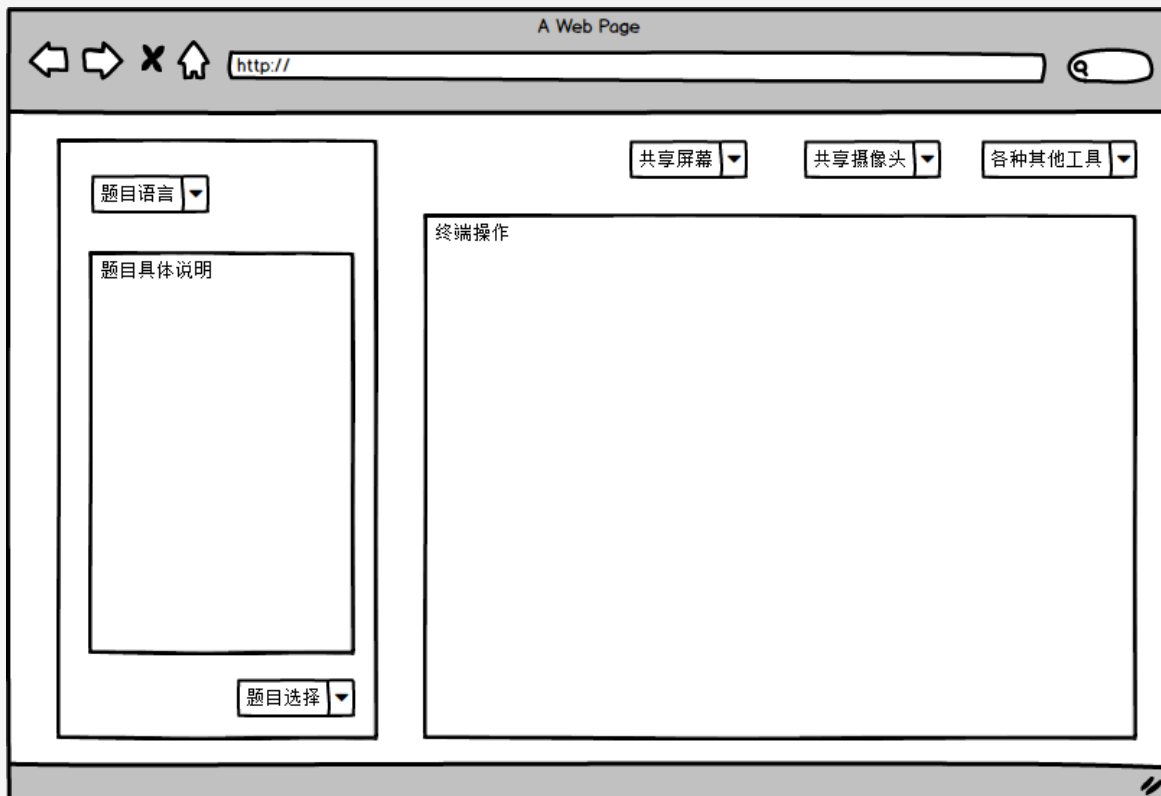 A Web Page
http://
题目语言
题目具体说明
题目选择
共享屏幕
共享摄像头
各种其他工具
终端操作